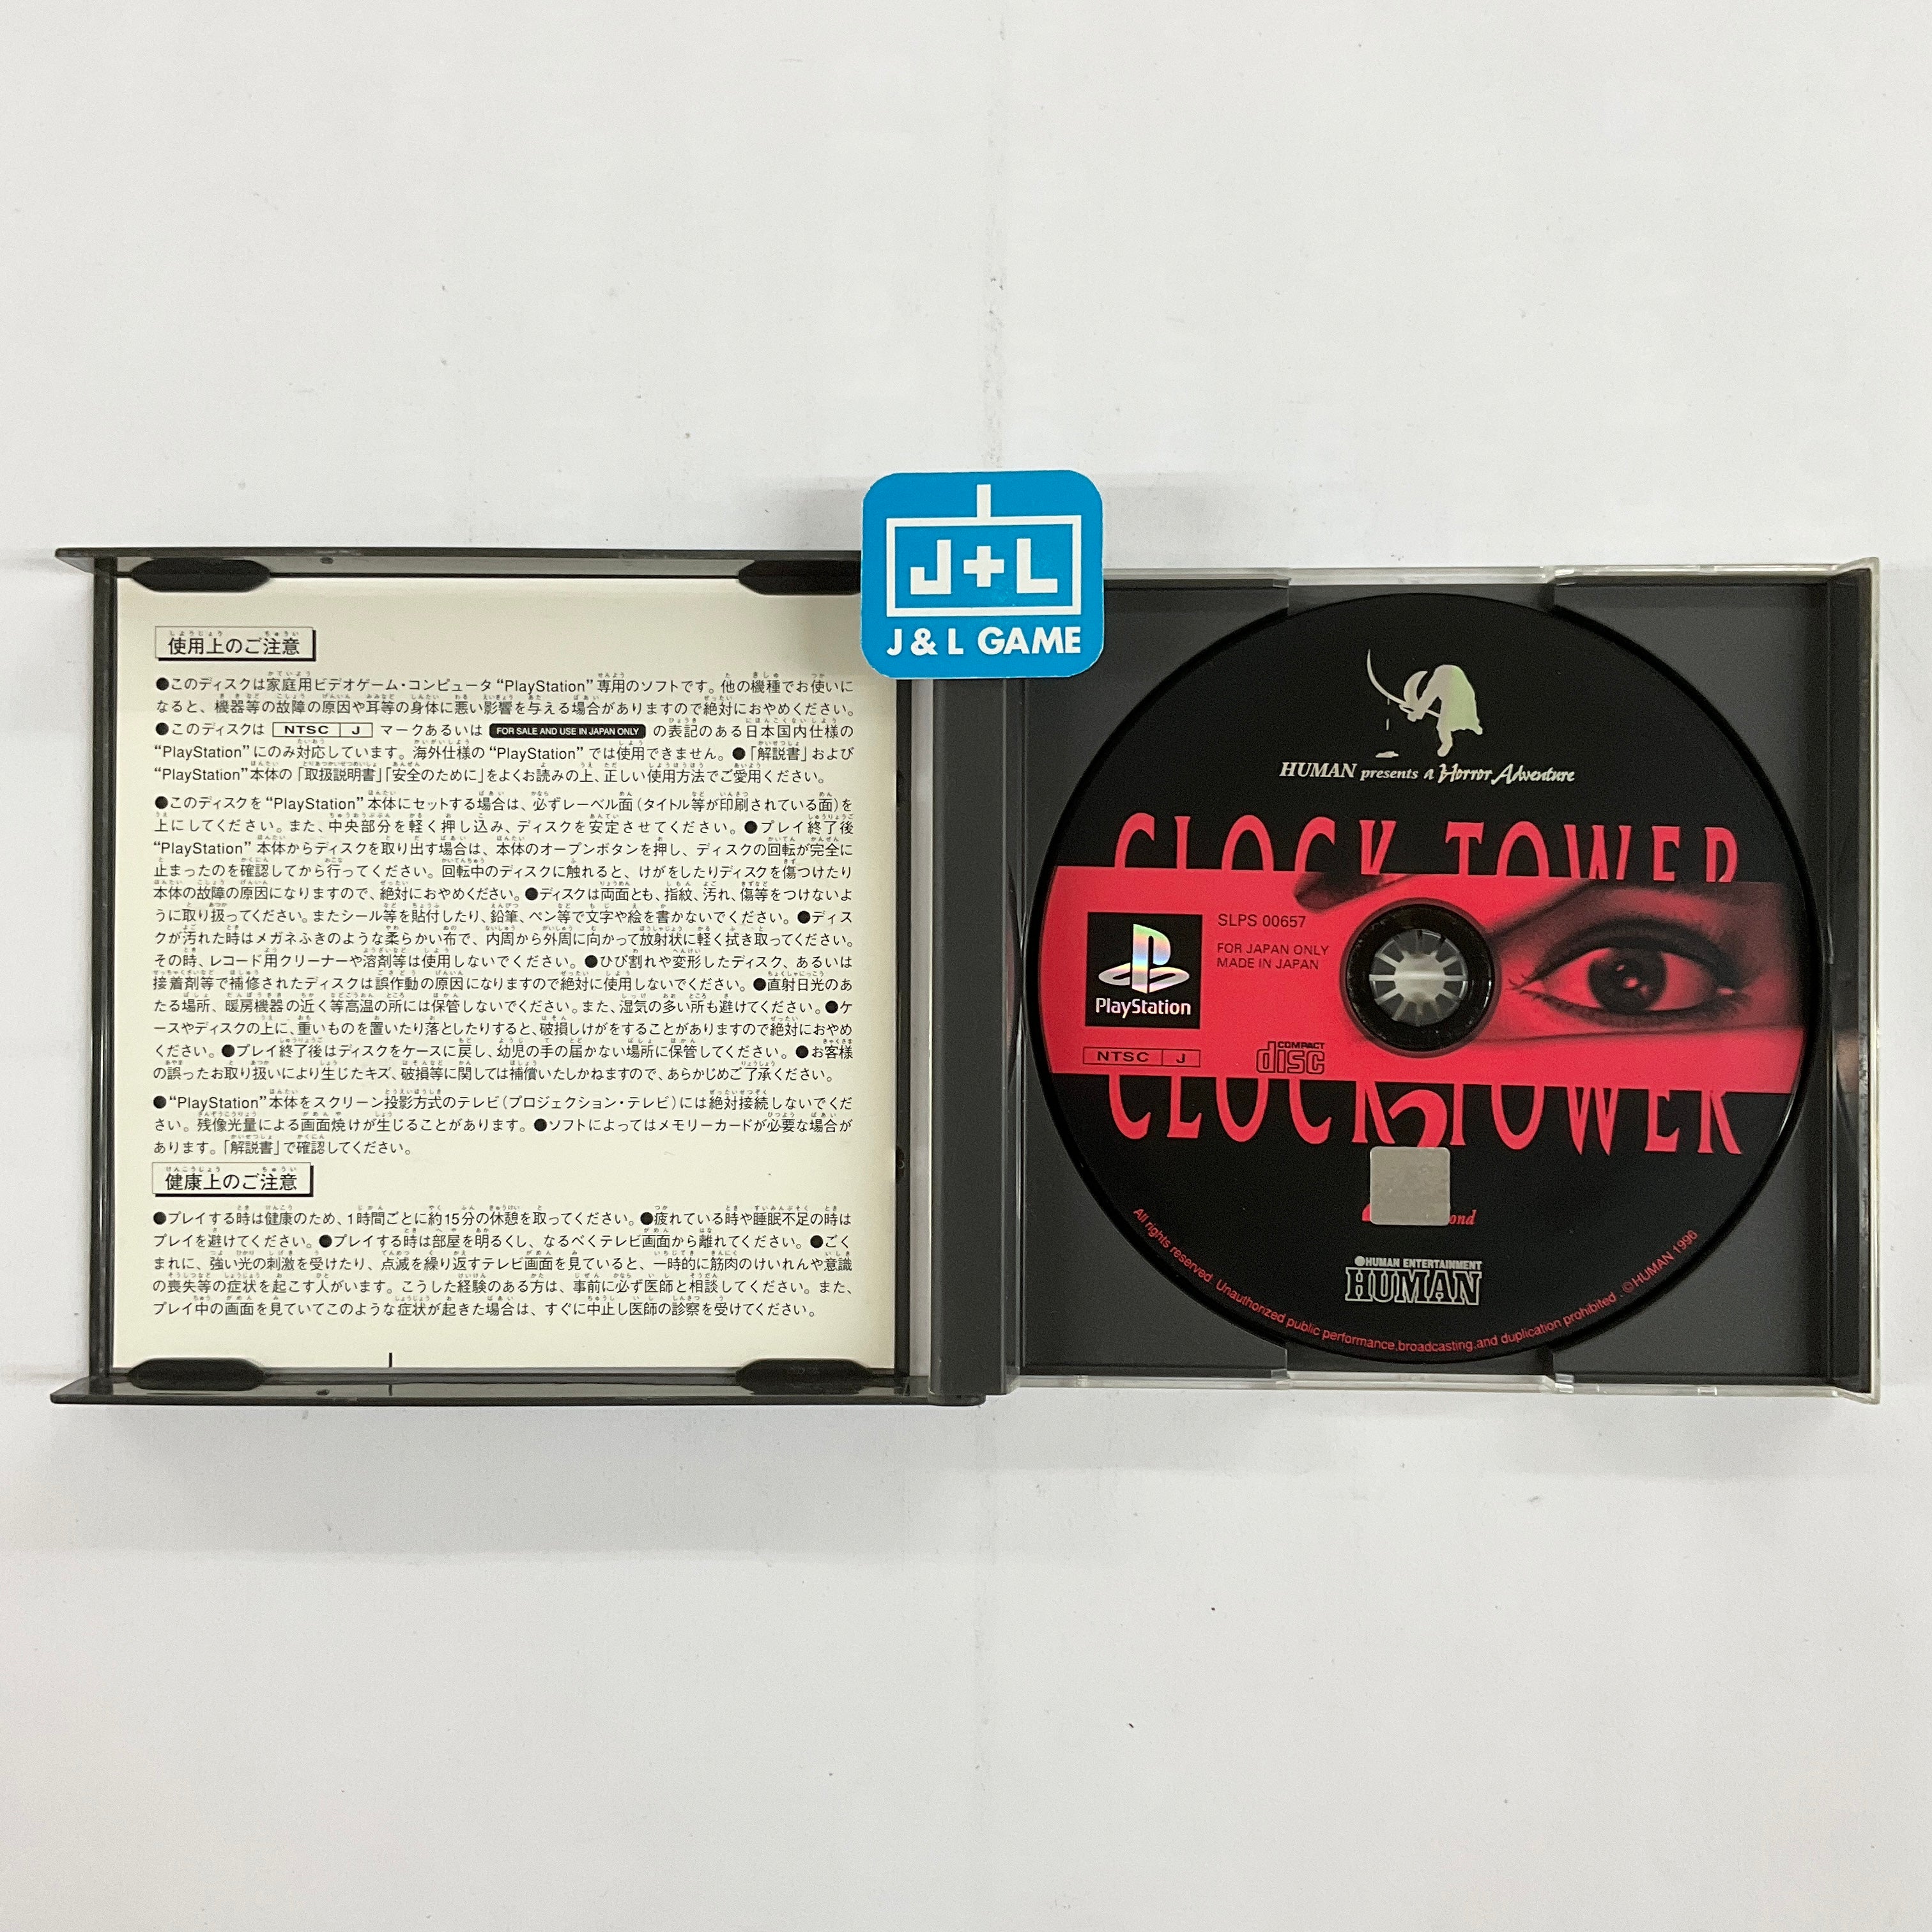 J+L
J & L GAME
使用上のご注意
●このディスクは家庭用ビデオゲーム・コンピュータ“PlayStation”専用のソフトです。他の機種でお使いに
なると、機器等の故障の原因や耳等の身体に悪い影響を与える場合がありますので絶対におやめください。
●このディスクは NTSC J マークあるいは FOR SALE AND USE IN JAPAN ONLY の表記のある日本国内仕様の
“PlayStation”にのみ対応しています。海外仕様の“PlayStation”では使用できません。●「解説書」および
“PlayStation”本体の「取扱説明書」「安全のために」をよくお読みの上、正しい使用方法でご愛用ください。
●このディスクを“PlayStation”本体にセットする場合は、必ずレーベル面(タイトル等が印刷されている面)を
上にしてください。また、中央部分を軽く押し込み、ディスクを安定させてください。●プレイ終了後
“PlayStation”本体からディスクを取り出す場合は、本体のオープンボタンを押し、ディスクの回転が完全に
止まったのを確認してから行ってください。回転中のディスクに触れると、けがをしたりディスクを傷つけたり
本体の故障の原因になりますので、絶対におやめください。●ディスクは両面とも、指紋、汚れ、傷等をつけないよ
うに取り扱ってください。またシール等を貼付したり、鉛筆、ペン等で文字や絵を書かないでください。●ディス
クが汚れた時はメガネふきのような柔らかい布で、内周から外周に向かって放射状に軽く拭き取ってください。
その時、レコード用クリーナーや溶剤等は使用しないでください。●ひび割れや変形したディスク、あるいは
接着剤等で補修されたディスクは誤作動の原因になりますので絶対に使用しないでください。●直射日光のあ
たる場所、暖房機器の近く等高温の所には保管しないでください。また、湿気の多い所も避けてください。●ケ
ースやディスクの上に、重いものを置いたり落としたりすると、破損しけがをすることがありますので絶対におやめ
ください。●プレイ終了後はディスクをケースに戻し、幼児の手の届かない場所に保管してください。●お客様
の誤ったお取り扱いにより生じたキズ、破損等に関しては補償いたしかねますので、あらかじめご了承ください。
●“PlayStation”本体をスクリーン投影方式のテレビ(プロジェクション・テレビ)には絶対接続しないでくだ
さい。残像光量による画面焼けが生じることがあります。●ソフトによってはメモリーカードが必要な場合が
あります。「解説書」で確認してください。
健康上のご注意
●プレイする時は健康のため、1時間ごとに約15分の休憩を取ってください。●疲れている時や睡眠不足の時は
プレイを避けてください。●プレイする時は部屋を明るくし、なるべくテレビ画面から離れてください。●ごく
まれに、強い光の刺激を受けたり、点滅を繰り返すテレビ画面を見ていると、一時的に筋肉のけいれんや意識
の喪失等の症状を起こす人がいます。こうした経験のある方は、事前に必ず医師と相談してください。また、
プレイ中の画面を見ていてこのような症状が起きた場合は、すぐに中止し医師の診察を受けてください。
HUMAN presents a Horror Adventure
CLOCK TOWER
SLPS 00657
FOR JAPAN ONLY
MADE IN JAPAN
PlayStation
NTSC J
COMPACT
disc
CLOCK TOWER
2
HUMAN ENTERTAINMENT
HUMAN
All rights reserved. Unauthorized public performance,broadcasting,and duplication prohibited. ©HUMAN 1996